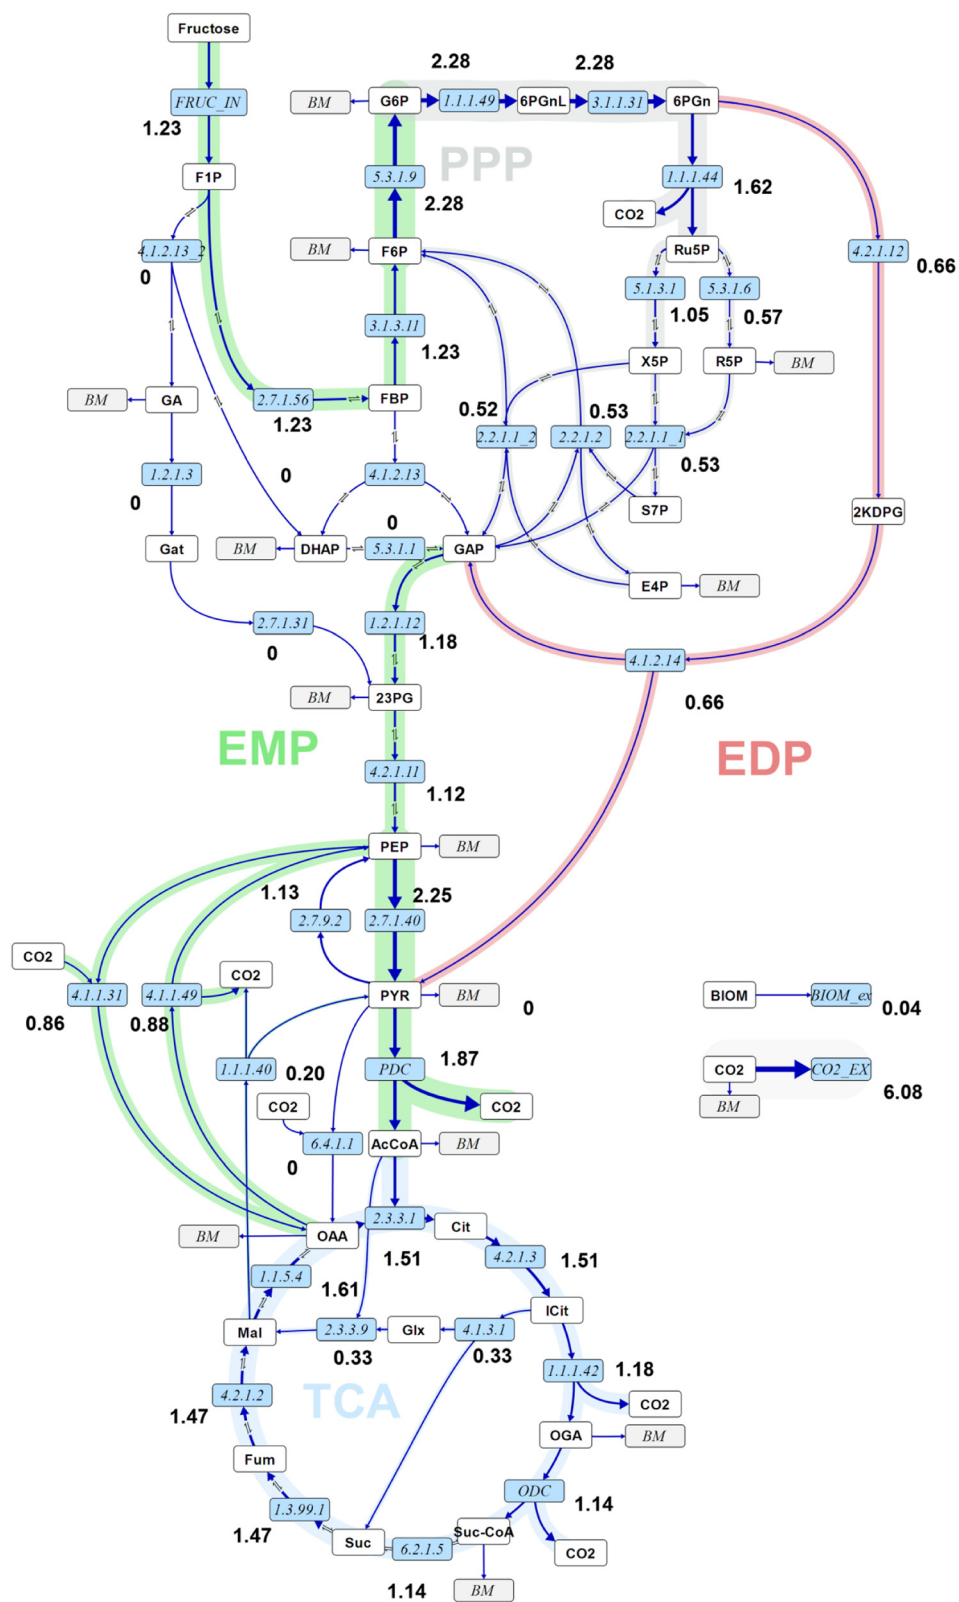 Fructose
2.28
2.28
BM
G6P
1.1.1.49
6PGnL
3.1.1.31
6PGn
FRUC_IN
1.23
PPP
F1P
5.3.1.9
2.28
1.1.1.44
1.62
CO2
4.1.2.13_2
0
BM
F6P
Ru5P
4.2.1.12
0.66
5.1.3.1
5.3.1.6
1.05
0.57
3.1.3.11
1.23
X5P
R5P
BM
BM
GA
2.7.1.56
1.23
FBP
0.52
0.53
2.2.1.1_2
2.2.1.2
2.2.1.1_1
0.53
1.2.1.3
0
0
4.1.2.13
S7P
2KDPG
0
Gat
BM
DHAP
5.3.1.1
GAP
E4P
BM
2.7.1.31
0
1.2.1.12
1.18
4.1.2.14
0.66
BM
23PG
EMP
EDP
4.2.1.11
1.12
PEP
BM
1.13
2.25
2.7.9.2
2.7.1.40
CO2
CO2
4.1.1.31
4.1.1.49
0.86
0.88
PYR
BM
0
BIOM
BIOM_ex
0.04
1.1.1.40
0.20
PDC
1.87
CO2
CO2_EX
6.08
BM
CO2
CO2
6.4.1.1
0
AcCoA
BM
BM
OAA
2.3.3.1
Cit
1.51
4.2.1.3
1.51
1.1.5.4
1.61
ICit
Mal
2.3.3.9
Glx
4.1.3.1
0.33
0.33
1.1.1.42
1.18
4.2.1.2
1.47
TCA
CO2
OGA
BM
Fum
ODC
1.14
1.3.99.1
1.47
Suc
6.2.1.5
Suc-CoA
CO2
1.14
BM